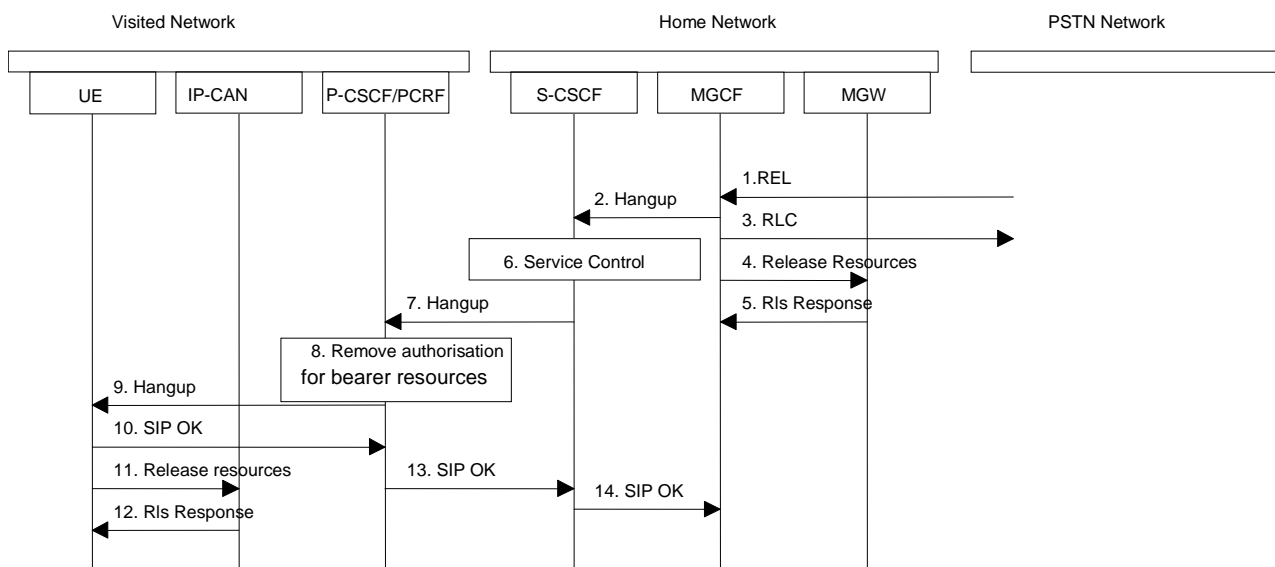 Visited Network
Home Network
PSTN Network
UE
IP-CAN
P-CSCF/PCRF
S-CSCF
MGCF
MGW
1.REL
2. Hangup
3. RLC
6. Service Control
4. Release Resources
7. Hangup
5. Rls Response
8. Remove authorisation
for bearer resources
9. Hangup
10. SIP OK
11. Release resources
13. SIP OK
14. SIP OK
12. Rls Response